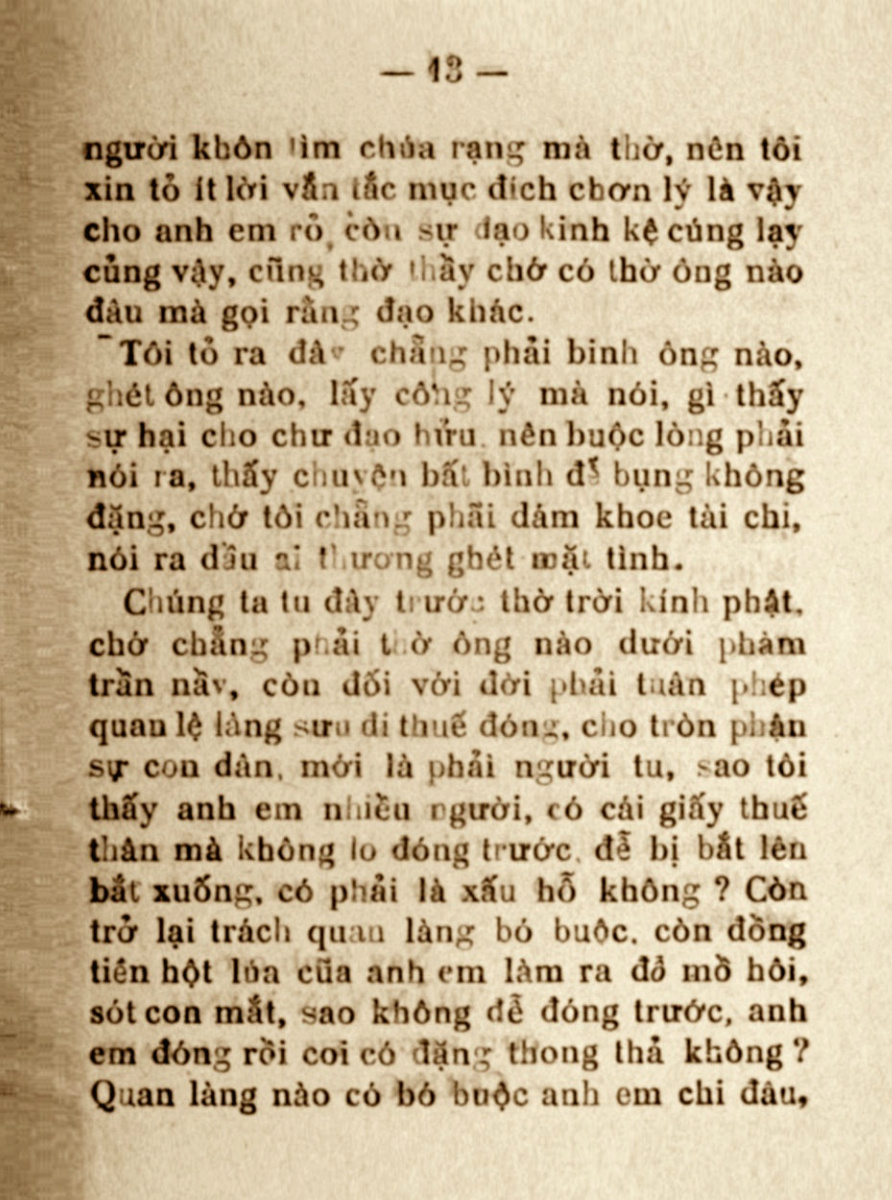 — 13 —
người khôn tìm chúa rạng mà thờ, nên tôi
xin tỏ ít lời vắn tắc mục đích chơn lý là vậy
cho anh em rỏ, còn sự đạo kinh kệ cúng lạy
củng vậy, cũng thờ thầy chớ có thờ ông nào
đâu mà gọi rằng đạo khác.
Tôi tỏ ra đây chẳng phải binh ông nào,
ghét ông nào, lấy công lý mà nói, gì thấy
sự hại cho chư đạo hửu, nên buộc lòng phải
nói ra, thấy chuyện bất bình để bụng không
đặng, chớ tôi chẳng phãi dám khoe tài chi,
nói ra dầu ai thương ghét mặt tình.
Chúng ta tu đây trước thờ trời kính phật,
chớ chẳng phải thờ ông nào dưới phàm
trần nầy, còn đối với đời phải tuân phép
quan lệ làng sưu đi thuế đóng, cho tròn phận
sự con dân, mới là phải người tu, sao tôi
thấy anh em nhiều người, có cái giấy thuế
thân mà không lo đóng trước, để bị bắt lên
bắt xuống, có phải là xấu hỗ không ? Còn
trở lại trách quan làng bó buộc, còn đồng
tiền hột lúa cũa anh em làm ra đổ mồ hôi,
sót con mắt, sao không để đóng trước, anh
em đóng rồi coi có đặng thong thả không ?
Quan làng nào có bó buộc anh em chi đâu,